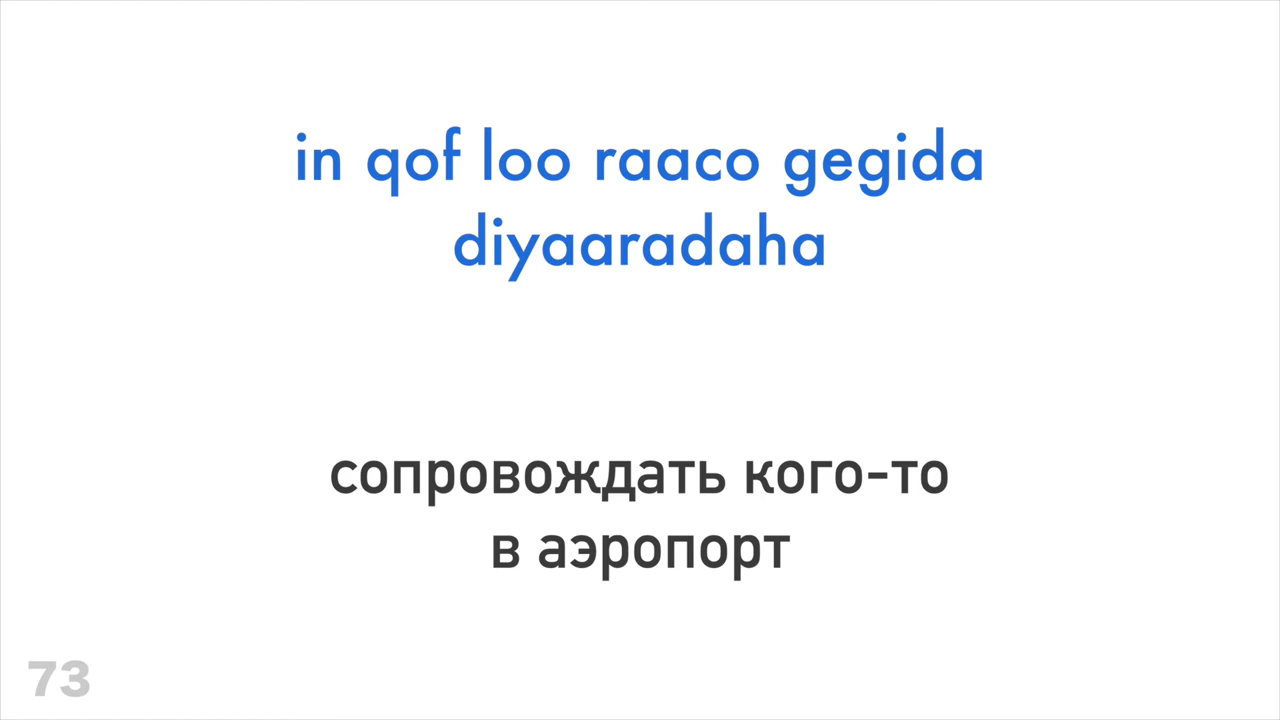 in qof loo raaco gegida
diyaaradaha
сопровождать кого-то
в аэропорт
73